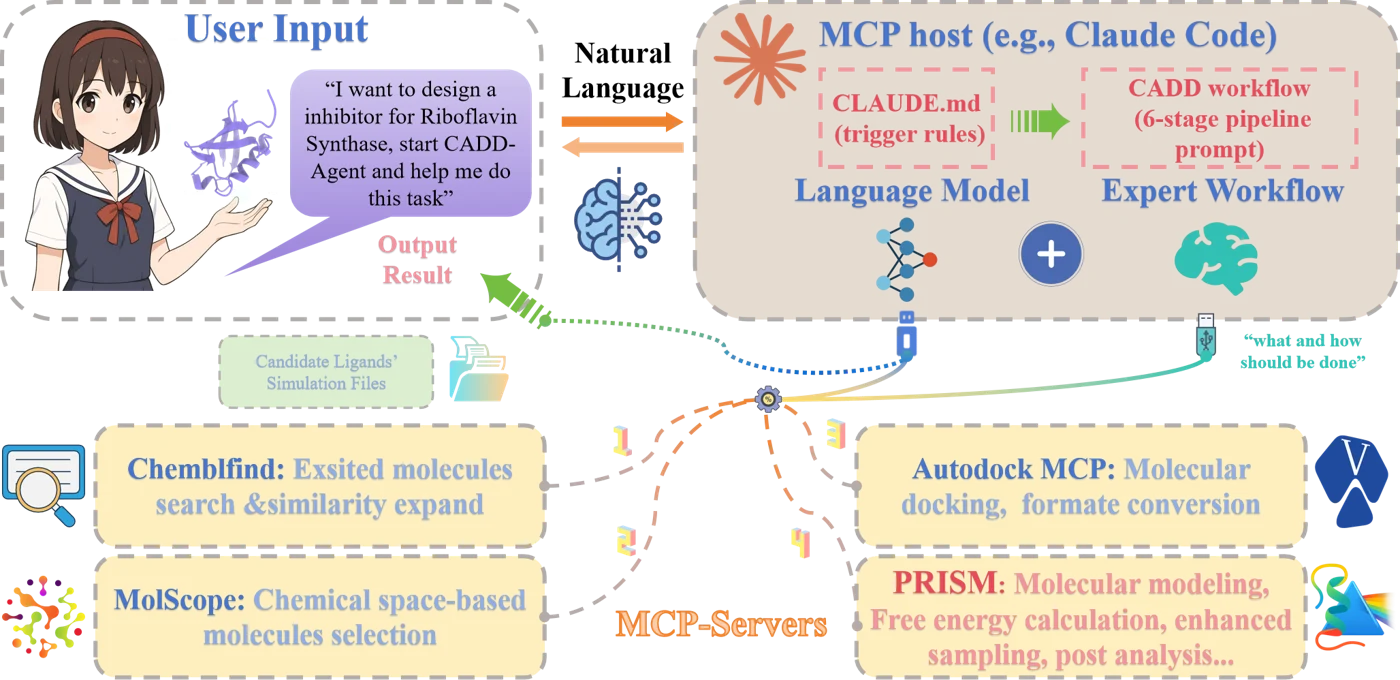 User Input
“I want to design a
inhibitor for Riboflavin
Synthase, start CADD-
Agent and help me do
this task”
Output
Result
Natural
Language
MCP host (e.g., Claude Code)
CLAUDE.md
(trigger rules)
CADD workflow
(6-stage pipeline
prompt)
Language Model
Expert Workflow
“what and how
should be done”
Candidate Ligands’
Simulation Files
1
Chemblfind: Exsited molecules
search &similarity expand
2
MolScope: Chemical space-based
molecules selection
3
Autodock MCP: Molecular
docking, formate conversion
V
4
PRISM: Molecular modeling,
Free energy calculation, enhanced
sampling, post analysis...
MCP-Servers